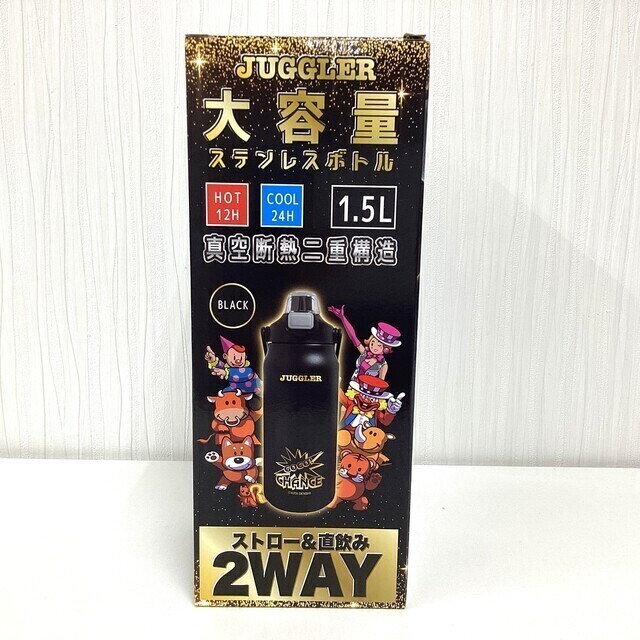 JUGGLER
大容量
ステンレスボトル
HOT
12H
COOL
24H
1.5L
真空断熱二重構造
BLACK
JUGGLER
GOGO!
CHANCE
ストロー&直飲み
2WAY